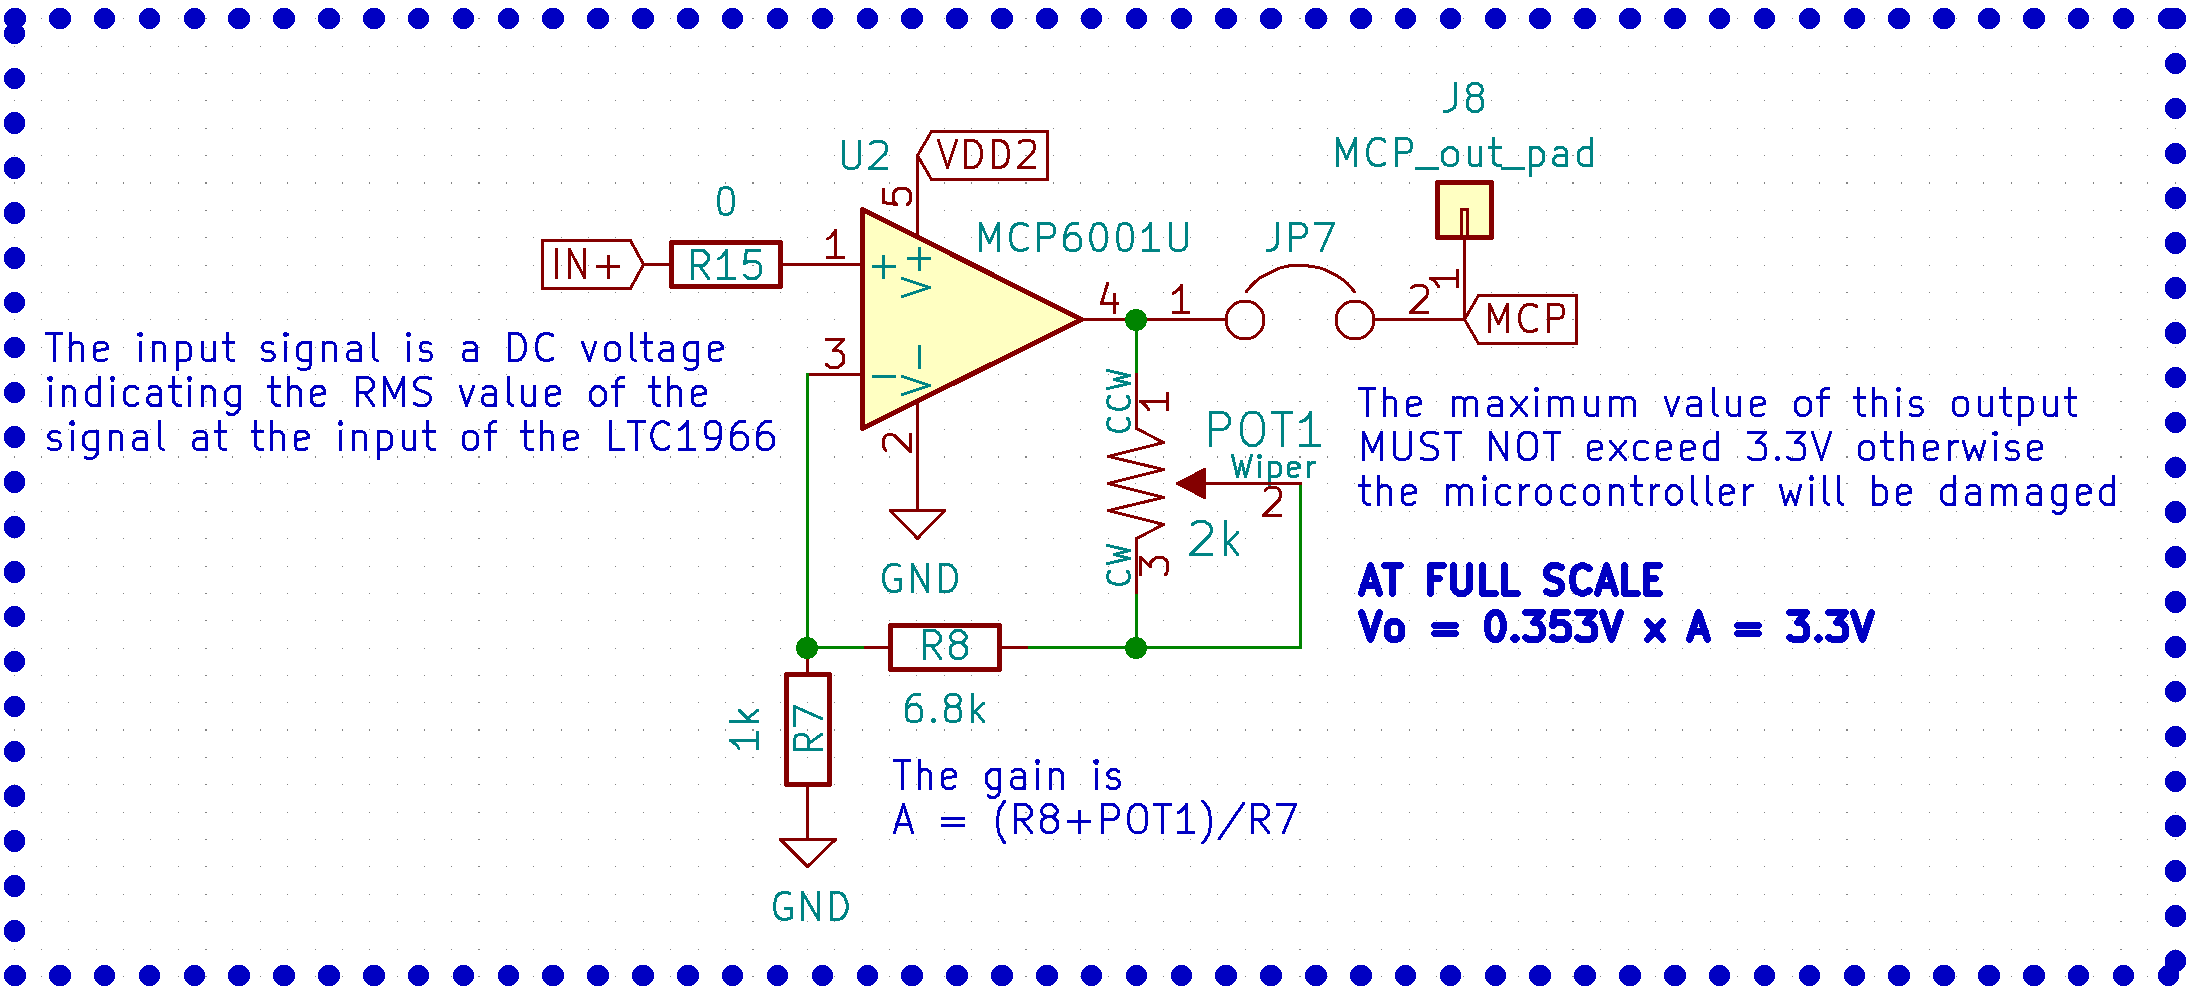 J8
MCP_out_pad
U2
VDD2
5
0
MCP6001U
JP7
IN+
R15
1
+
V+
4
1
2
1
MCP
The input signal is a DC voltage
indicating the RMS value of the
signal at the input of the LTC1966
3
-
V-
2
GND
CCW
1
POT1
Wiper
2
2k
CW
3
The maximum value of this output
MUST NOT exceed 3.3V otherwise
the microcontroller will be damaged
AT FULL SCALE
Vo = 0.353V x A = 3.3V
R8
6.8k
1k
R7
The gain is
A = (R8+POT1)/R7
GND